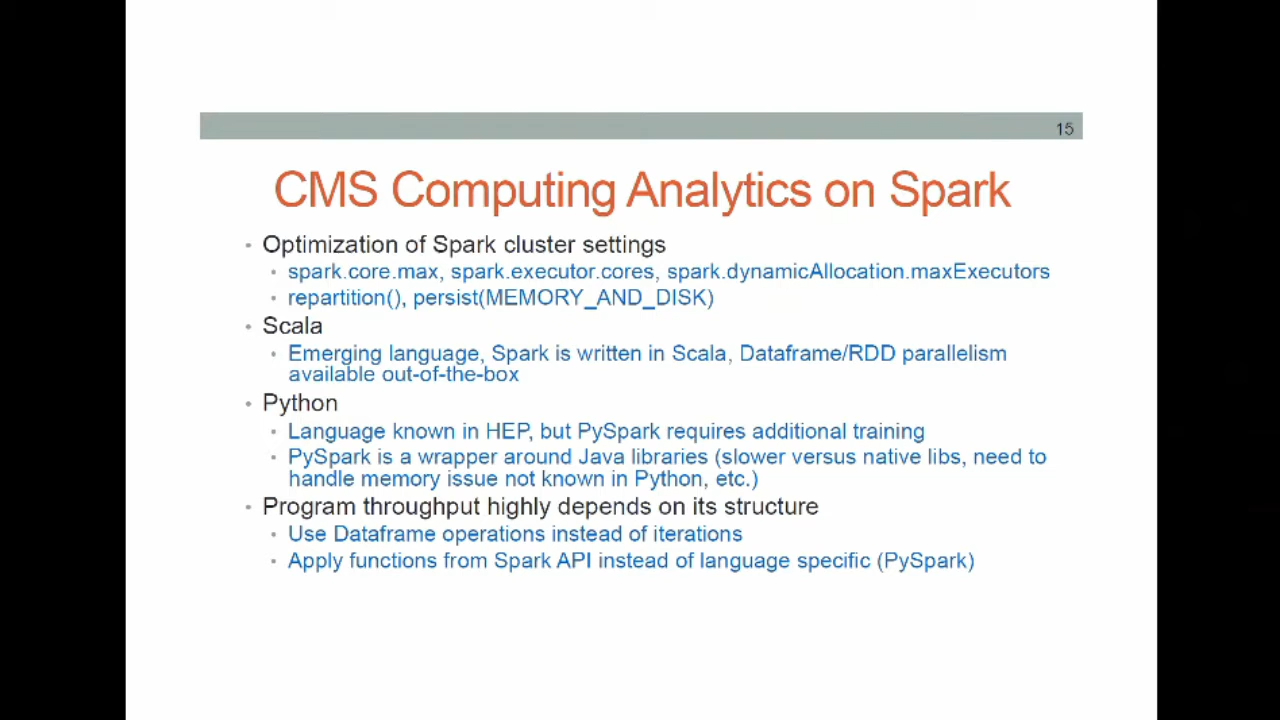 15
CMS Computing Analytics on Spark
• Optimization of Spark cluster settings
• spark.core.max, spark.executor.cores, spark.dynamicAllocation.maxExecutors
• repartition(), persist(MEMORY_AND_DISK)
• Scala
• Emerging language, Spark is written in Scala, Dataframe/RDD parallelism
available out-of-the-box
• Python
• Language known in HEP, but PySpark requires additional training
• PySpark is a wrapper around Java libraries (slower versus native libs, need to
handle memory issue not known in Python, etc.)
• Program throughput highly depends on its structure
• Use Dataframe operations instead of iterations
• Apply functions from Spark API instead of language specific (PySpark)